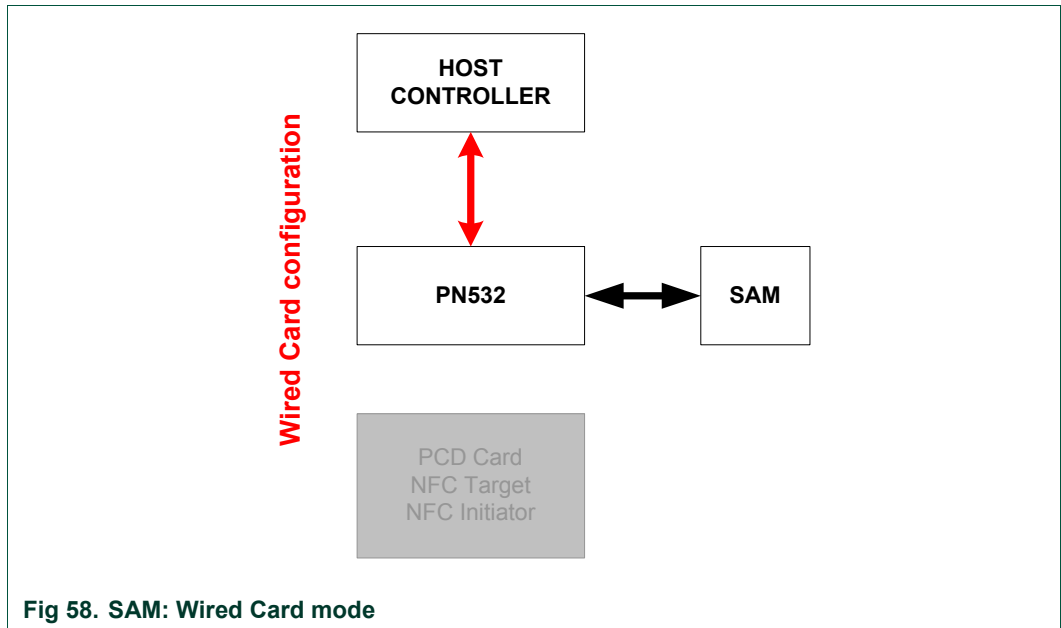 HOST
CONTROLLER
Wired Card configuration
PN532
SAM
PCD Card
NFC Target
NFC Initiator
Fig 58. SAM: Wired Card mode